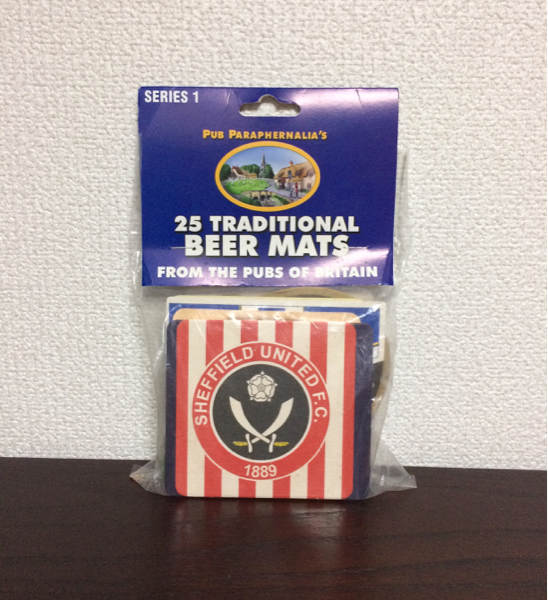 SERIES 1
PUB PARAPHERNALIA'S
25 TRADITIONAL
BEER MATS
FROM THE PUBS OF BRITAIN
SHEFFIELD UNITED F.C.
1889